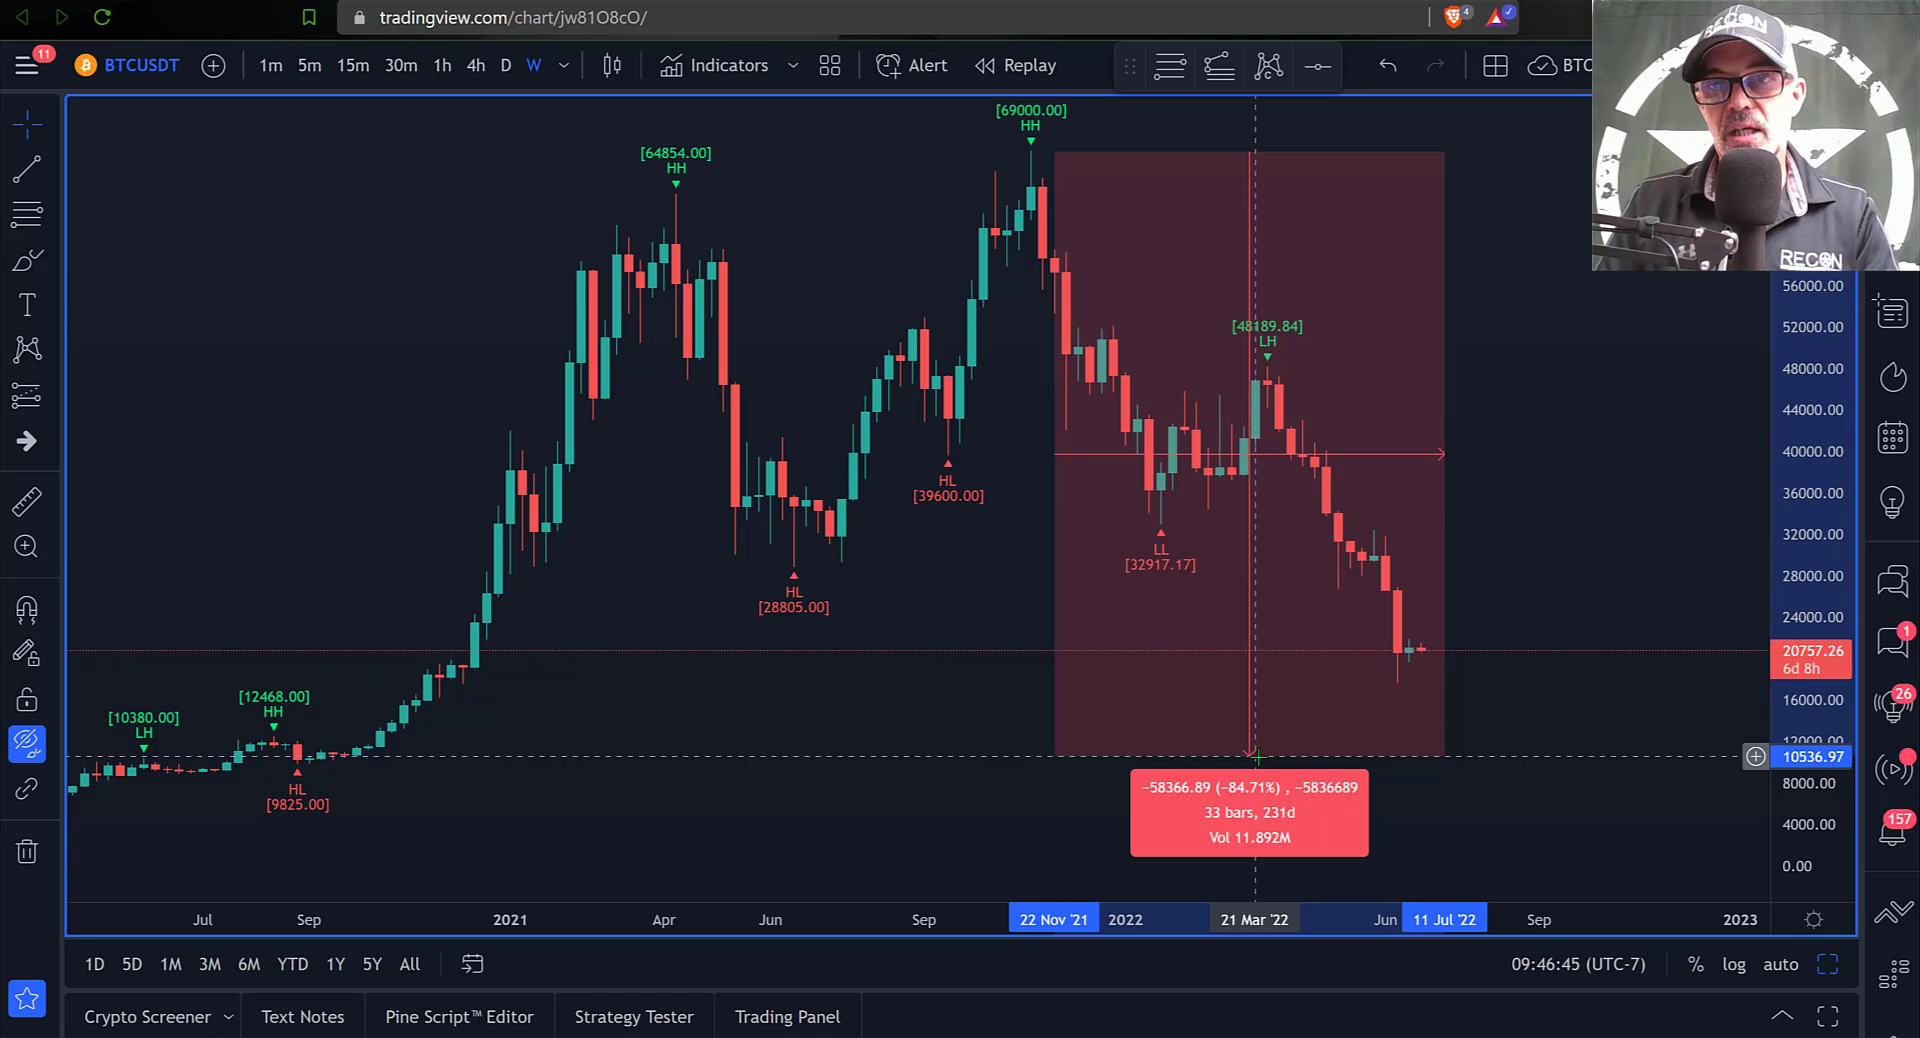 tradingview.com/chart/jw81O8cO/
4
11
BTCUSDT
1m 5m 15m 30m 1h 4h D W
Indicators
Alert
Replay
BTC
RECON
RECON
[69000.00]
HH
[64854.00]
HH
[48189.84]
LH
HL
[39600.00]
LL
[32917.17]
HL
[28805.00]
[12468.00]
HH
[10380.00]
LH
HL
[9825.00]
−58366.89 (−84.71%) , −5836689
33 bars, 231d
Vol 11.892M
56000.00
52000.00
48000.00
44000.00
40000.00
36000.00
32000.00
28000.00
24000.00
20757.26
6d 8h
16000.00
12000.00
10536.97
8000.00
4000.00
0.00
1
26
157
Jul Sep 2021 Apr Jun Sep 22 Nov '21 2022 21 Mar '22 Jun 11 Jul '22 Sep 2023
1D 5D 1M 3M 6M YTD 1Y 5Y All
09:46:45 (UTC-7) % log auto
Crypto Screener Text Notes Pine Script™ Editor Strategy Tester Trading Panel